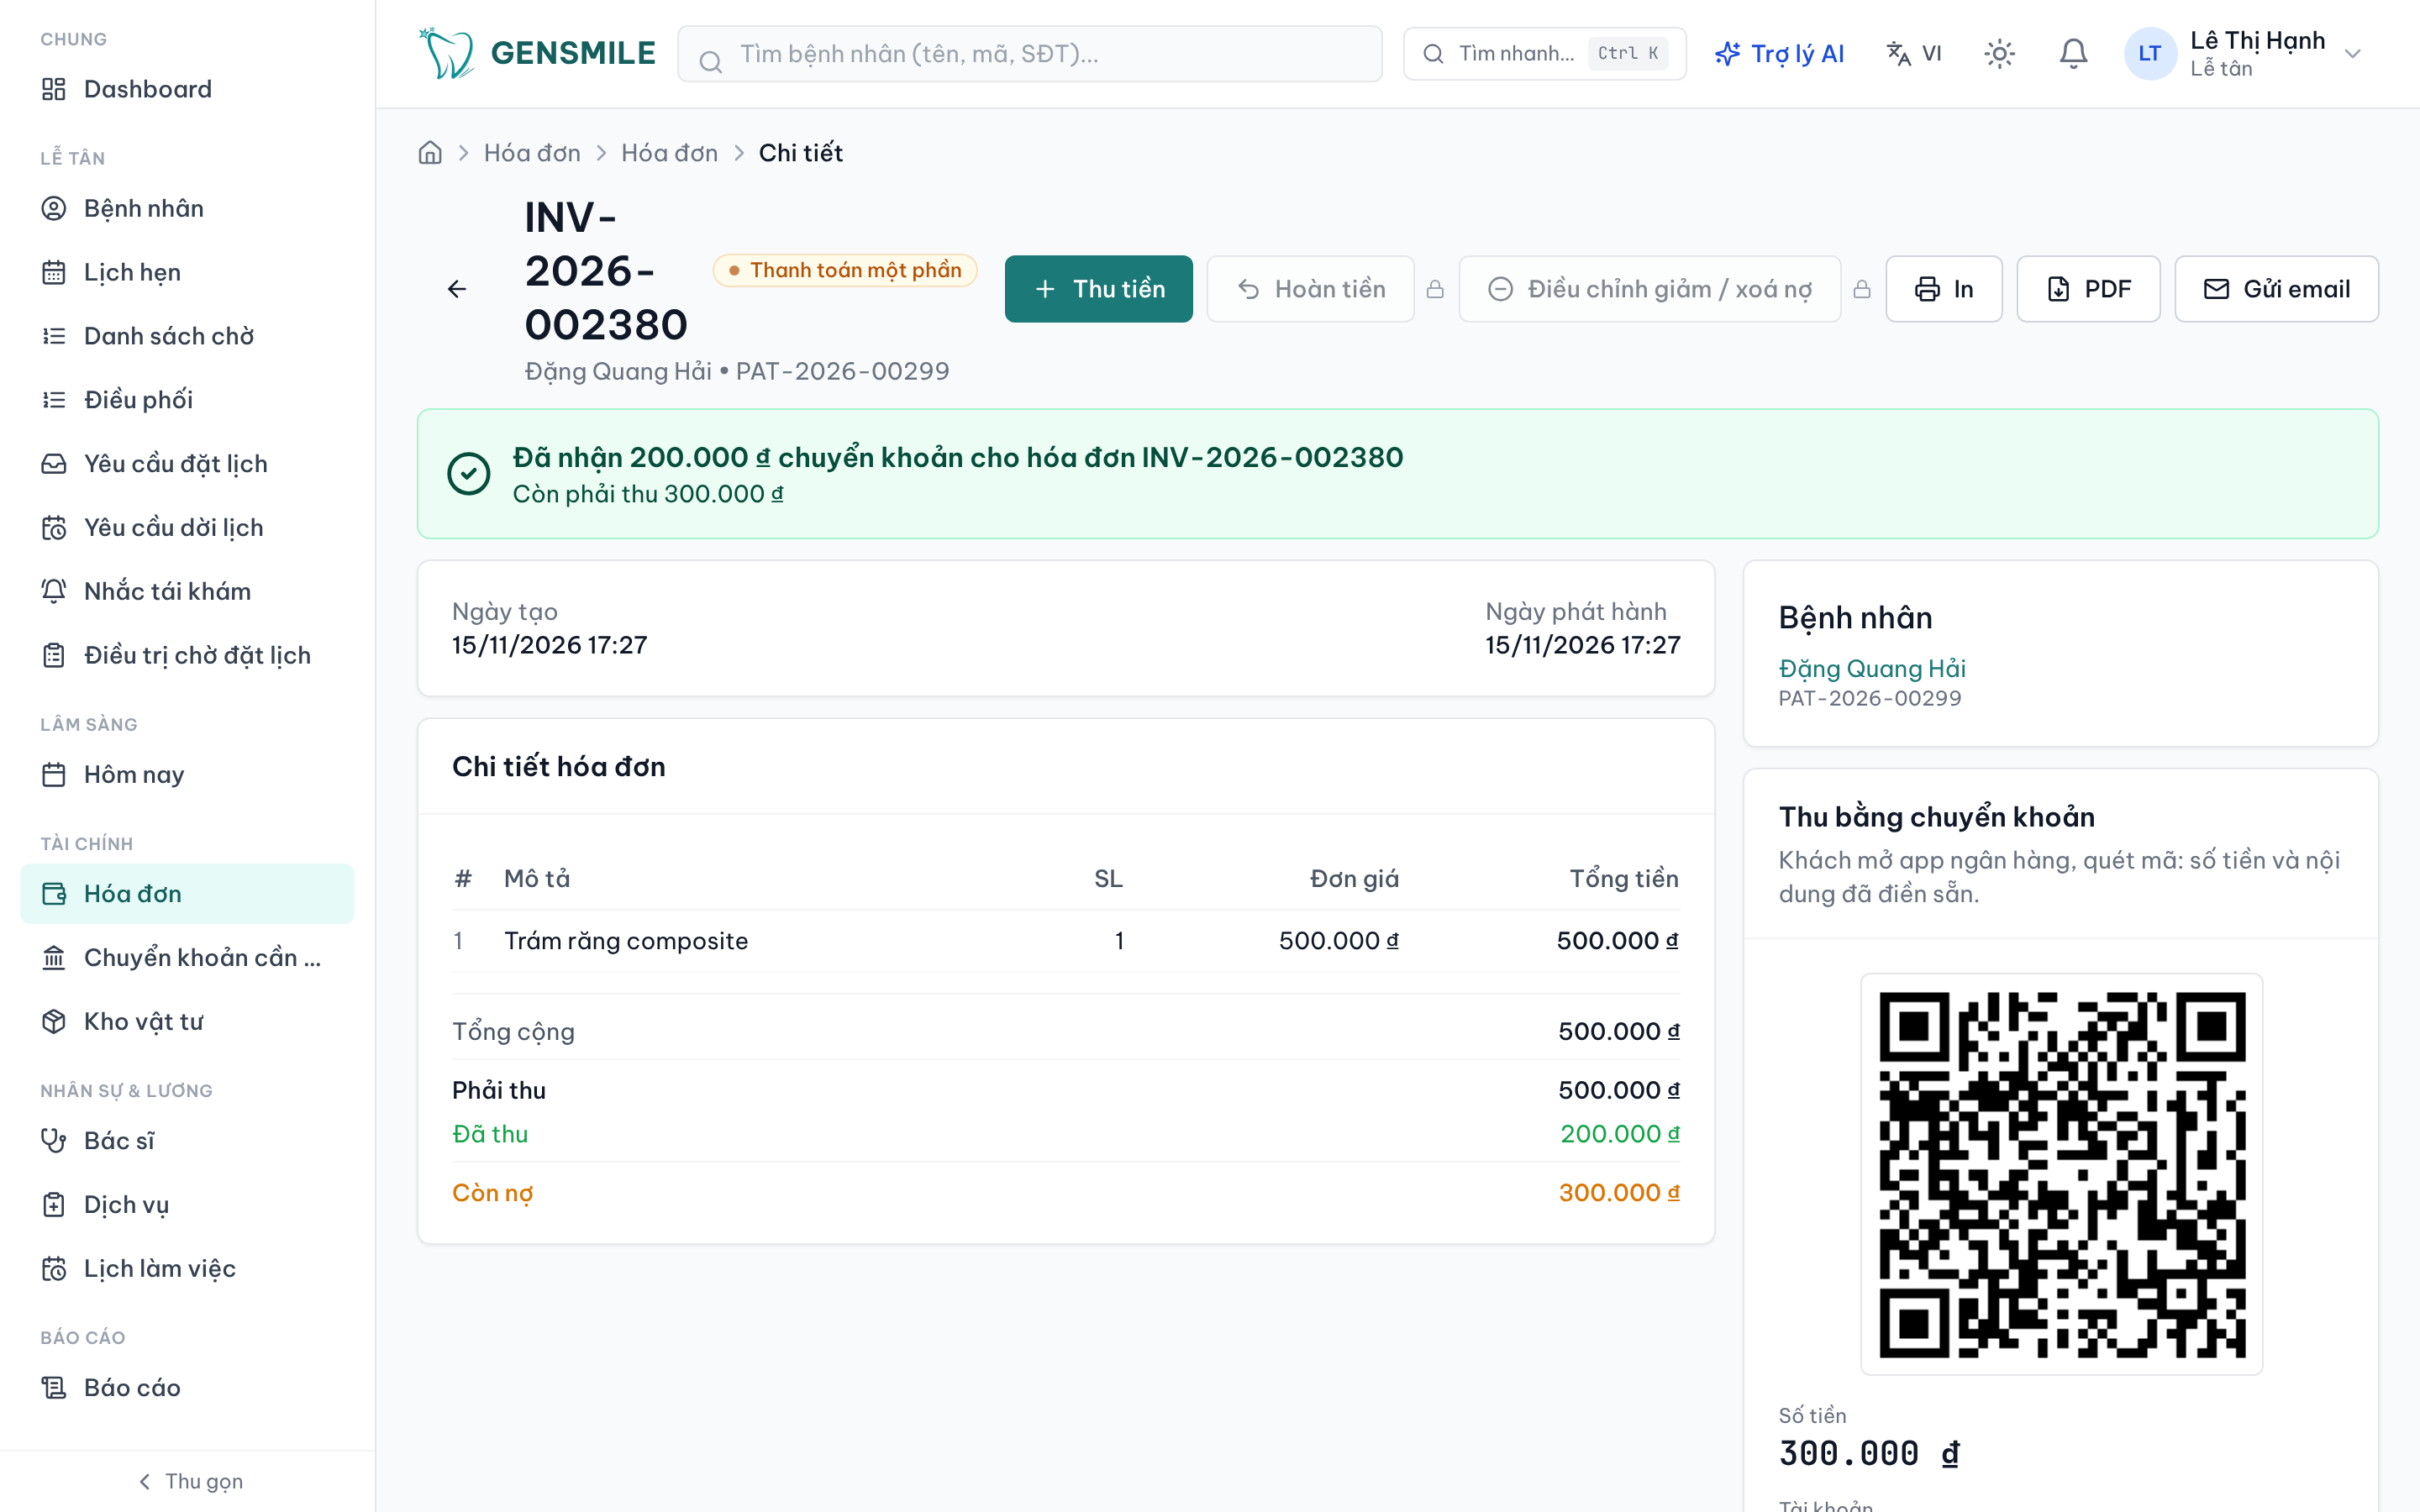 CHUNG
Dashboard
LỄ TÂN
Bệnh nhân
Lịch hẹn
Danh sách chờ
Điều phối
Yêu cầu đặt lịch
Yêu cầu dời lịch
Nhắc tái khám
Điều trị chờ đặt lịch
LÂM SÀNG
Hôm nay
TÀI CHÍNH
Hóa đơn
Chuyển khoản cần ...
Kho vật tư
NHÂN SỰ & LƯƠNG
Bác sĩ
Dịch vụ
Lịch làm việc
BÁO CÁO
Báo cáo
Thu gọn
GENSMILE
Tìm bệnh nhân (tên, mã, SĐT)...
Tìm nhanh... Ctrl K
Trợ lý AI
VI
LT
Lê Thị Hạnh
Lễ tân
Hóa đơn > Hóa đơn > Chi tiết
INV-
2026-
002380
Thanh toán một phần
Đặng Quang Hải • PAT-2026-00299
+ Thu tiền
Hoàn tiền
Điều chỉnh giảm / xoá nợ
In
PDF
Gửi email
Đã nhận 200.000 ₫ chuyển khoản cho hóa đơn INV-2026-002380
Còn phải thu 300.000 ₫
Ngày tạo
15/11/2026 17:27
Ngày phát hành
15/11/2026 17:27
Chi tiết hóa đơn
# Mô tả SL Đơn giá Tổng tiền
1 Trám răng composite 1 500.000 ₫ 500.000 ₫
Tổng cộng 500.000 ₫
Phải thu 500.000 ₫
Đã thu 200.000 ₫
Còn nợ 300.000 ₫
Bệnh nhân
Đặng Quang Hải
PAT-2026-00299
Thu bằng chuyển khoản
Khách mở app ngân hàng, quét mã: số tiền và nội
dung đã điền sẵn.
Số tiền
300.000 ₫
Tài khoản